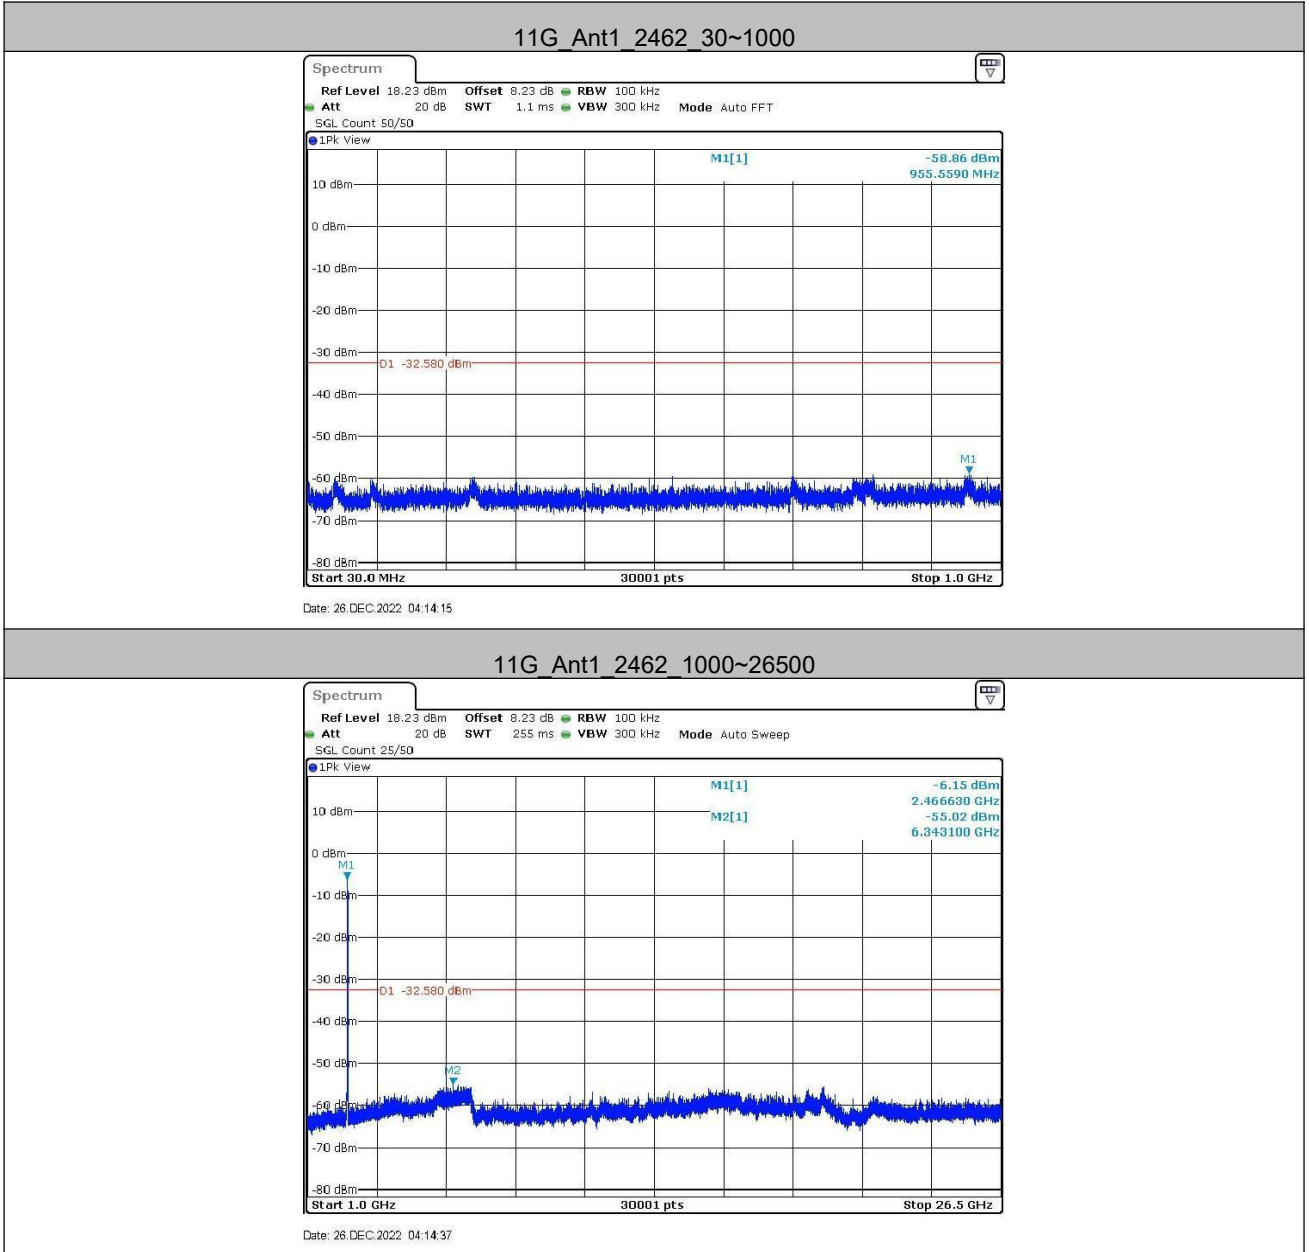 11G_Ant1_2462_30~1000
Spectrum
Ref Level 18.23 dBm Offset 8.23 dB RBW 100 kHz
Att 20 dB SWT 1.1 ms VBW 300 kHz Mode Auto FFT
SGL Count 50/50
1Pk View
M1[1] -58.86 dBm
955.5590 MHz
10 dBm
0 dBm
-10 dBm
-20 dBm
-30 dBm
D1 -32.580 dBm
-40 dBm
-50 dBm
M1
-60 dBm
-70 dBm
-80 dBm
Start 30.0 MHz 30001 pts Stop 1.0 GHz
Date: 26.DEC.2022 04:14:15
11G_Ant1_2462_1000~26500
Spectrum
Ref Level 18.23 dBm Offset 8.23 dB RBW 100 kHz
Att 20 dB SWT 255 ms VBW 300 kHz Mode Auto Sweep
SGL Count 25/50
1Pk View
M1[1] -6.15 dBm
2.466630 GHz
10 dBm
M2[1] -55.02 dBm
6.343100 GHz
0 dBm
M1
-10 dBm
-20 dBm
-30 dBm
D1 -32.580 dBm
-40 dBm
-50 dBm
M2
-60 dBm
-70 dBm
-80 dBm
Start 1.0 GHz 30001 pts Stop 26.5 GHz
Date: 26.DEC.2022 04:14:37